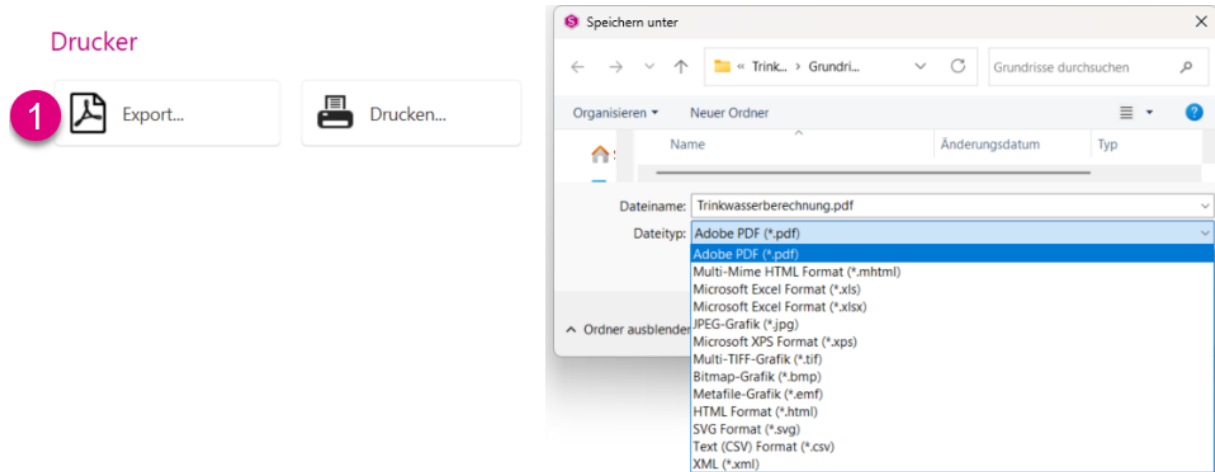 Drucker
1
Export...
Drucken...
S
Speichern unter
« Trink... › Grundri...
Grundrisse durchsuchen
Organisieren
Neuer Ordner
?
Name
Änderungsdatum
Typ
Dateiname: Trinkwasserberechnung.pdf
Dateityp: Adobe PDF (*.pdf)
Adobe PDF (*.pdf)
Multi-Mime HTML Format (*.mhtml)
Microsoft Excel Format (*.xls)
Microsoft Excel Format (*.xlsx)
JPEG-Grafik (*.jpg)
Microsoft XPS Format (*.xps)
Multi-TIFF-Grafik (*.tif)
Bitmap-Grafik (*.bmp)
Metafile-Grafik (*.emf)
HTML Format (*.html)
SVG Format (*.svg)
Text (CSV) Format (*.csv)
XML (*.xml)
Ordner ausblenden